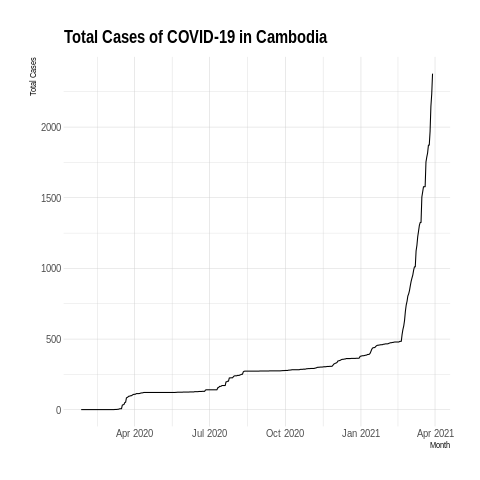 Total Cases of COVID-19 in Cambodia
Total Cases
2000
1500
1000
500
0
Apr 2020 Jul 2020 Oct 2020 Jan 2021 Apr 2021
Month